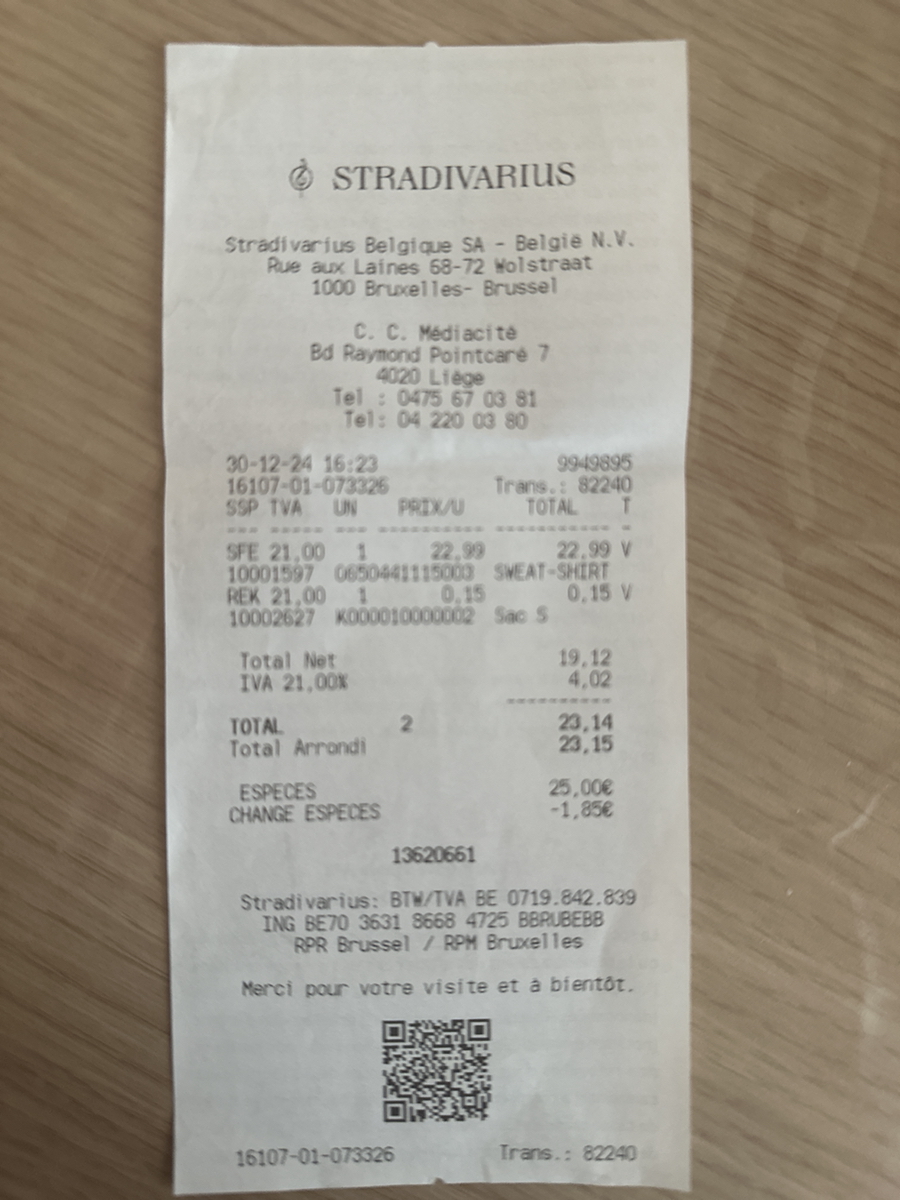 STRADIVARIUS
Stradivarius Belgique SA - België N.V.
Rue aux Laines 68-72 Wolstraat
1000 Bruxelles- Brussel
C. C. Médiacité
Bd Raymond Pointcaré 7
4020 Liège
Tel : 0475 67 03 81
Tel: 04 220 03 80
30-12-24 16:23 9949895
16107-01-073326 Trans.: 82240
SSP TVA UN PRIX/U TOTAL T
--- ----- --- ---------- ----------- -
SFE 21,00 1 22,99 22,99 V
10001597 0650441115003 SWEAT-SHIRT
REK 21,00 1 0,15 0,15 V
10002627 K000010000002 Sac S
Total Net 19,12
IVA 21,00% 4,02
----------
TOTAL 2 23,14
Total Arrondi 23,15
ESPECES 25,00€
CHANGE ESPECES -1,85€
13620661
Stradivarius: BTW/TVA BE 0719.842.839
ING BE70 3631 8668 4725 BBRUBEBB
RPR Brussel / RPM Bruxelles
Merci pour votre visite et à bientôt.
16107-01-073326 Trans.: 82240